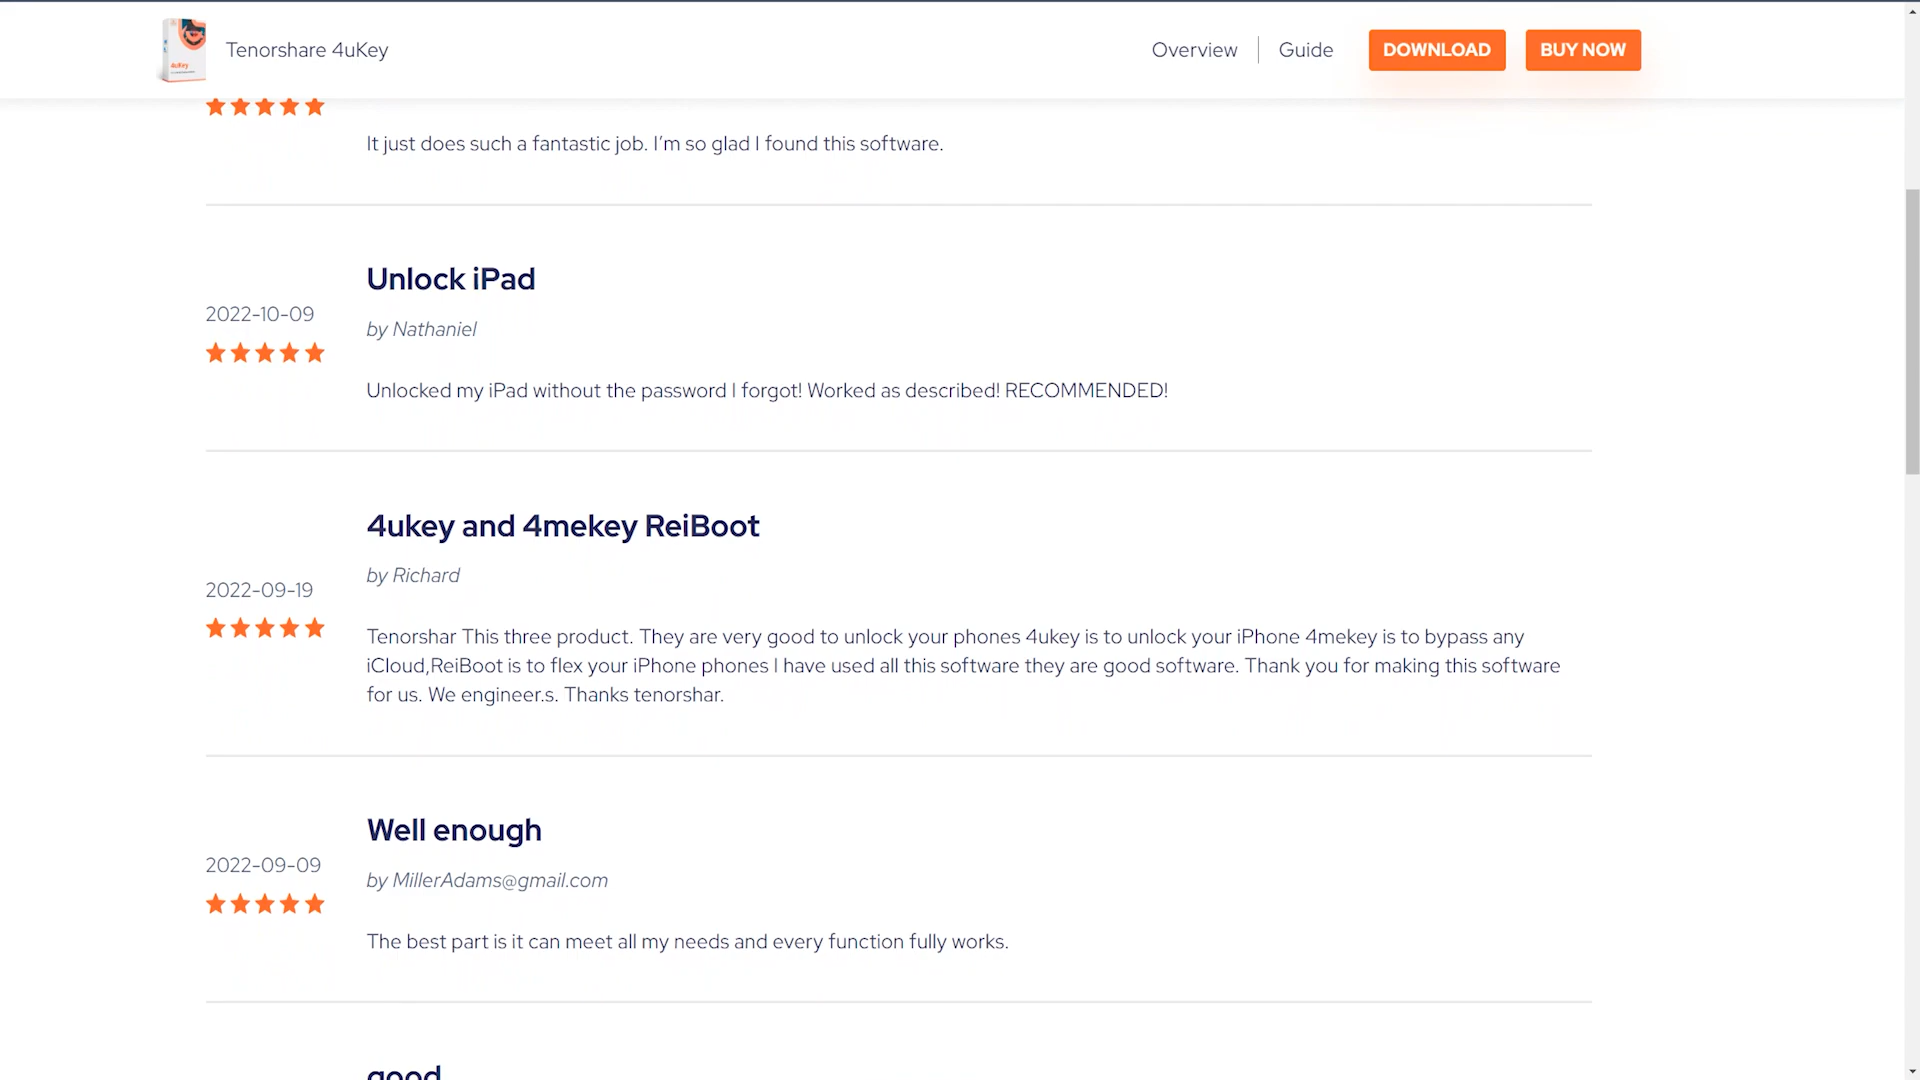 4uKey
Tenorshare 4uKey
Overview
Guide
DOWNLOAD
BUY NOW
It just does such a fantastic job. I’m so glad I found this software.
Unlock iPad
2022-10-09
by Nathaniel
Unlocked my iPad without the password I forgot! Worked as described! RECOMMENDED!
4ukey and 4mekey ReiBoot
by Richard
2022-09-19
Tenorshar This three product. They are very good to unlock your phones 4ukey is to unlock your iPhone 4mekey is to bypass any
iCloud,ReiBoot is to flex your iPhone phones I have used all this software they are good software. Thank you for making this software
for us. We engineer.s. Thanks tenorshar.
Well enough
2022-09-09
by MillerAdams@gmail.com
The best part is it can meet all my needs and every function fully works.
good